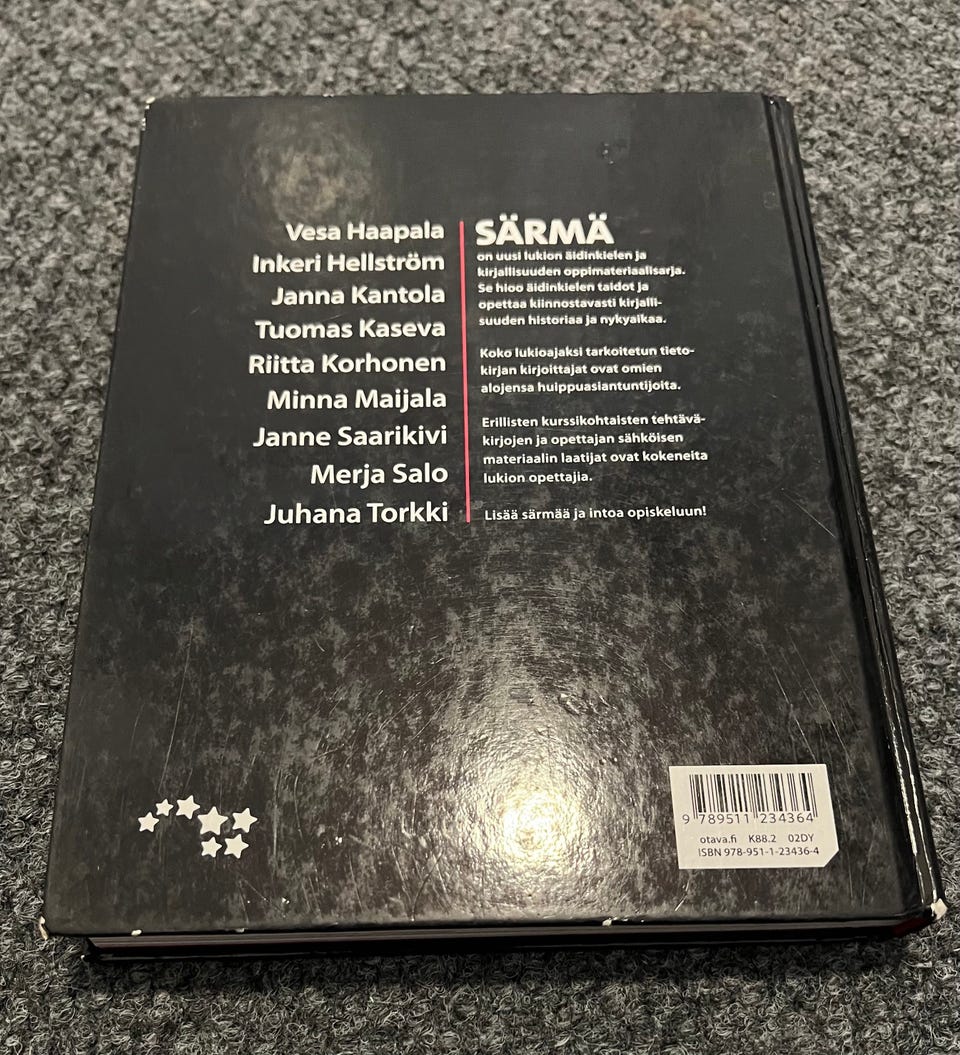 Vesa Haapala
Inkeri Hellström
Janna Kantola
Tuomas Kaseva
Riitta Korhonen
Minna Maijala
Janne Saarikivi
Merja Salo
Juhana Torkki
SÄRMÄ
on uusi lukion äidinkielen ja
kirjallisuuden oppimateriaalisarja.
Se hioo äidinkielen taidot ja
opettaa kiinnostavasti kirjalli-
suuden historiaa ja nykyaikaa.
Koko lukioajaksi tarkoitetun tieto-
kirjan kirjoittajat ovat omien
alojensa huippuasiantuntijoita.
Erillisten kurssikohtaisten tehtävä-
kirjojen ja opettajan sähköisen
materiaalin laatijat ovat kokeneita
lukion opettajia.
Lisää särmää ja intoa opiskeluun!
9 789511 234364
otava.fi K88.2 02DY
ISBN 978-951-1-23436-4